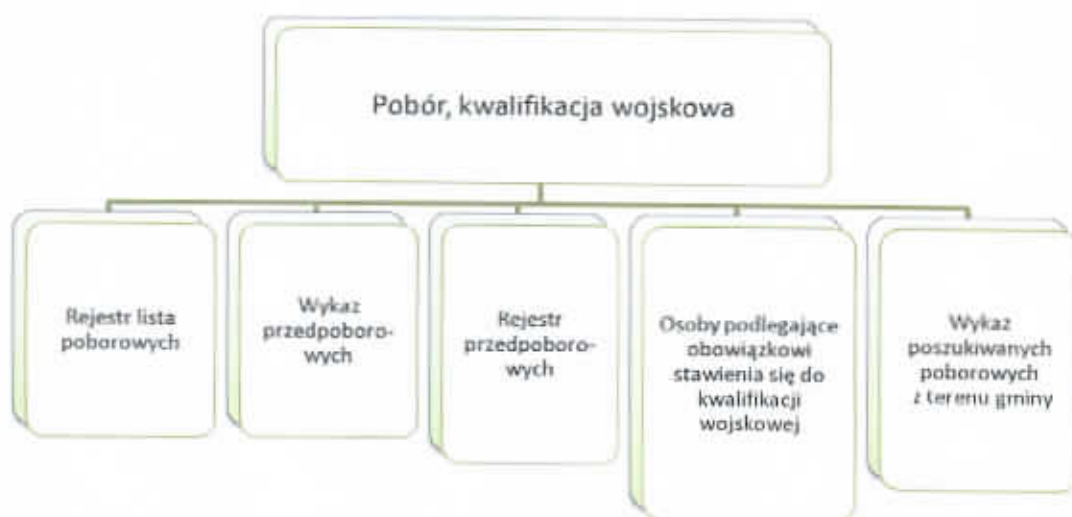 Pobór, kwalifikacja wojskowa
Rejestr lista
poborowych
Wykaz
przedpoboro-
wych
Rejestr
przedpoboro-
wych
Osoby podlegające
obowiązkowi
stawienia się do
kwalifikacji
wojskowej
Wykaz
poszukiwanych
poborowych
z terenu gminy